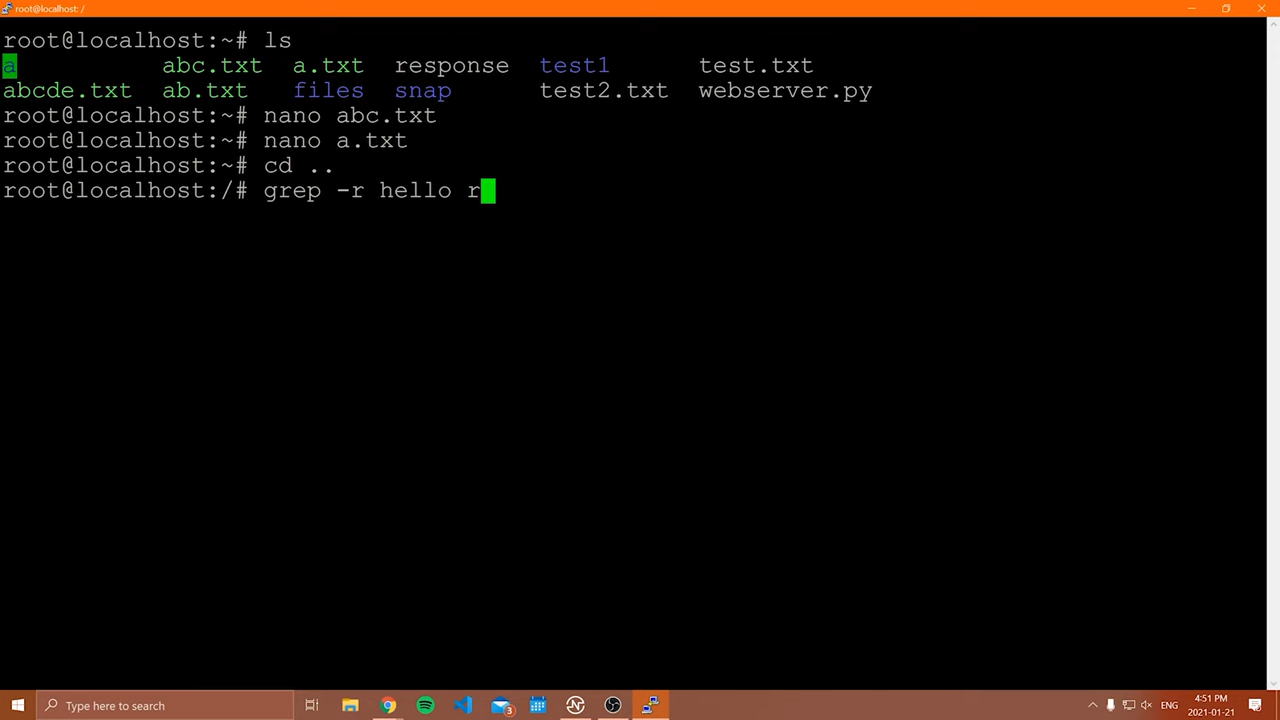 root@localhost: /
root@localhost:~# ls
a abc.txt a.txt response test1 test.txt
abcde.txt ab.txt files snap test2.txt webserver.py
root@localhost:~# nano abc.txt
root@localhost:~# nano a.txt
root@localhost:~# cd ..
root@localhost:/# grep -r hello r
Type here to search
3
ENG
4:51 PM
2021-01-21